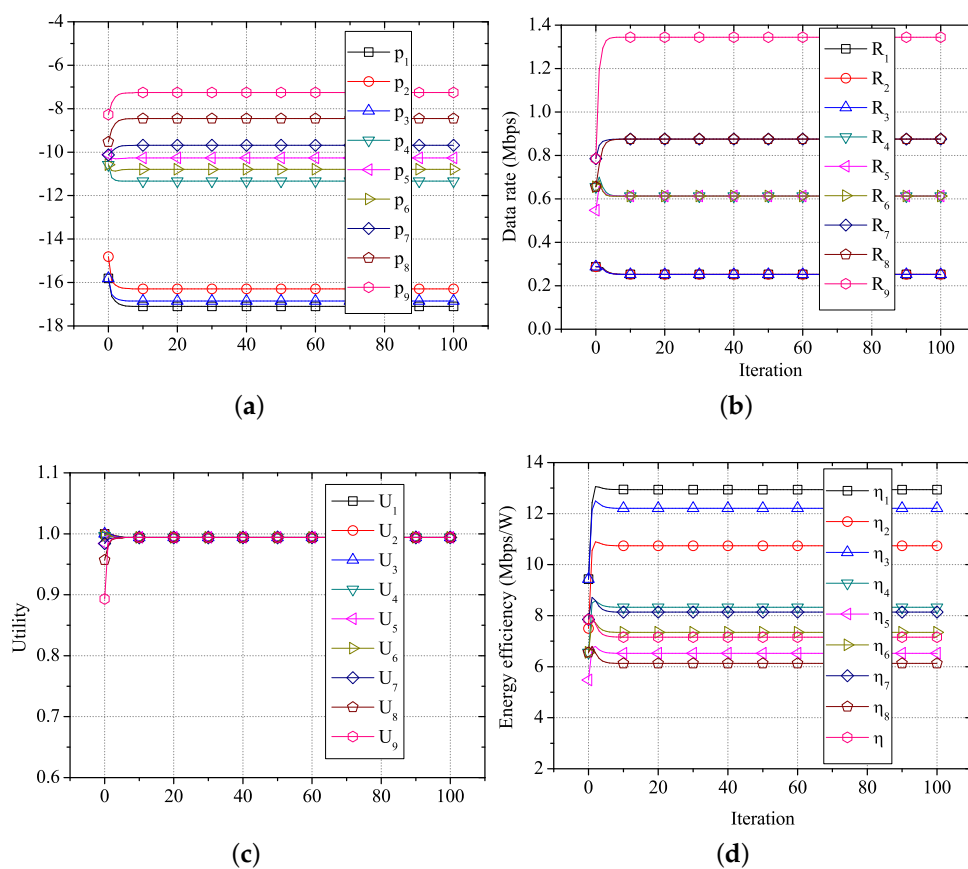 -4
-6
-8
-10
-12
-14
-16
-18
0 20 40 60 80 100
p1
p2
p3
p4
p5
p6
p7
p8
p9
(a)
Data rate (Mbps)
1.4
1.2
1.0
0.8
0.6
0.4
0.2
0.0
0 20 40 60 80 100
Iteration
R1
R2
R3
R4
R5
R6
R7
R8
R9
(b)
Utility
1.1
1.0
0.9
0.8
0.7
0.6
0 20 40 60 80 100
U1
U2
U3
U4
U5
U6
U7
U8
U9
(c)
Energy efficiency (Mbps/W)
14
12
10
8
6
4
2
0 20 40 60 80 100
Iteration
η1
η2
η3
η4
η5
η6
η7
η8
η
(d)